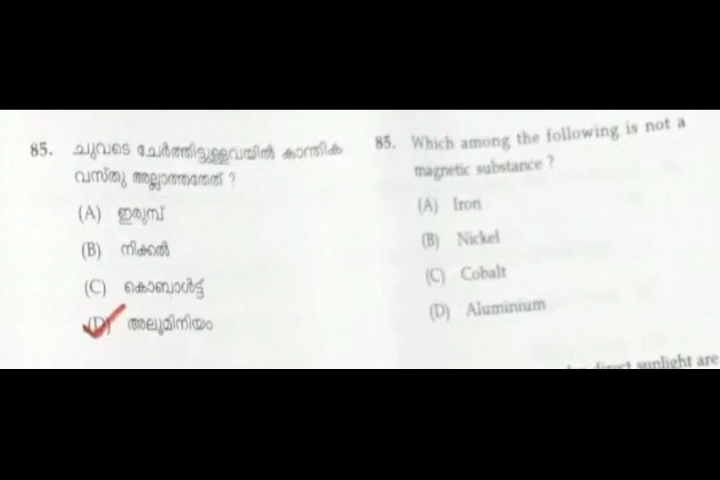 85. ചുവടെ ചേർത്തിട്ടുള്ളവയിൽ കാന്തിക
വസ്തു അല്ലാത്തതേത് ?
(A) ഇരുമ്പ്
(B) നിക്കൽ
(C) കൊബാൾട്ട്
(D) അലൂമിനിയം
85. Which among the following is not a
magnetic substance ?
(A) Iron
(B) Nickel
(C) Cobalt
(D) Aluminium
direct sunlight are